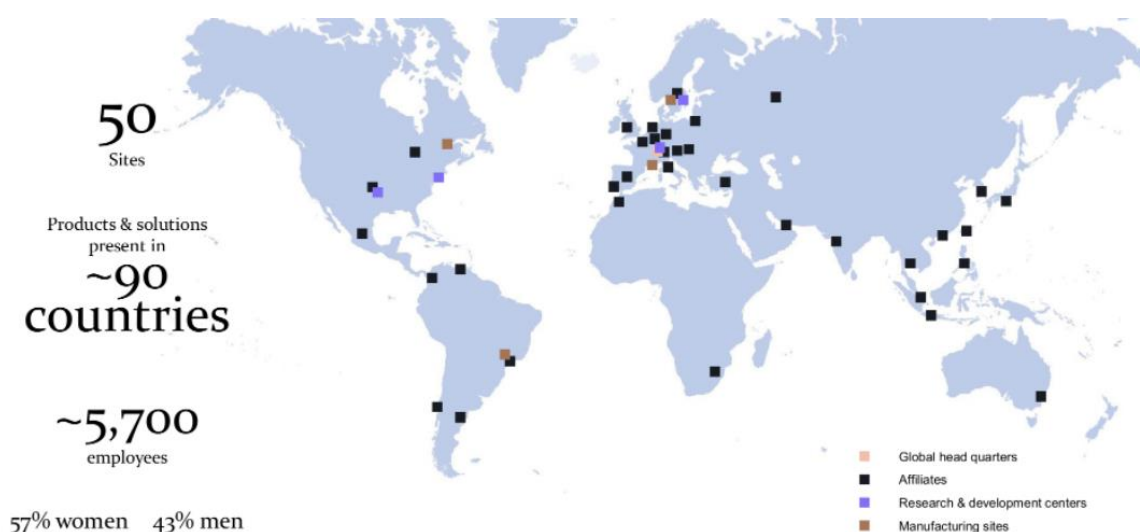 50
Sites
Products & solutions
present in
~90
countries
~5,700
employees
57% women 43% men
Global head quarters
Affiliates
Research & development centers
Manufacturing sites